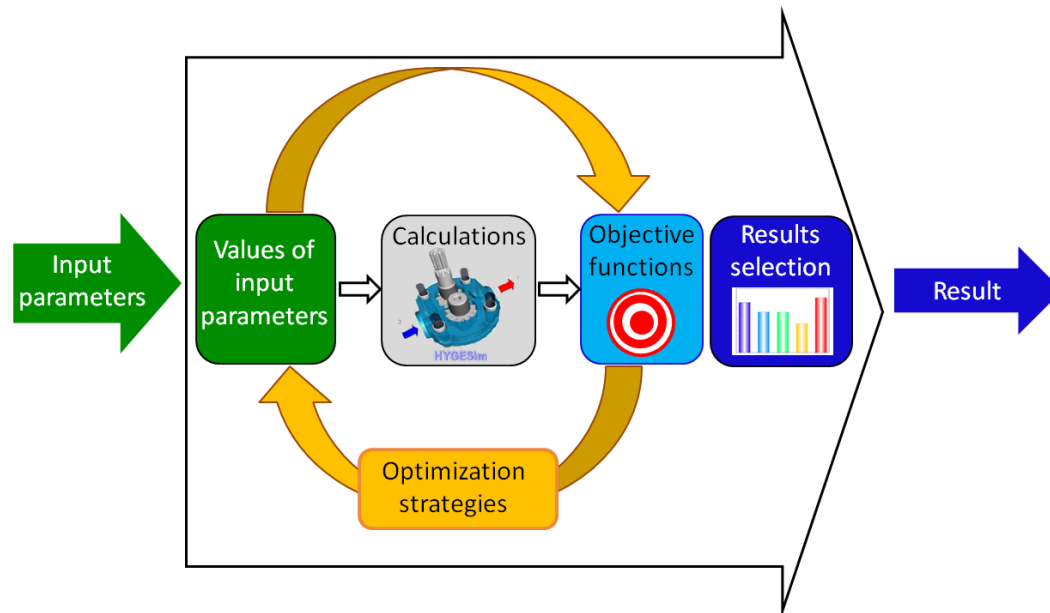 Input
parameters
Values of
input
parameters
Calculations
HYGESim
Objective
functions
Results
selection
Result
Optimization
strategies